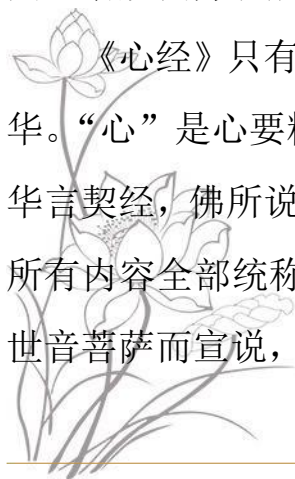 《心经》只有
华。“心”是心要
华言契经，佛所说
所有内容全部统称
世音菩萨而宣说，